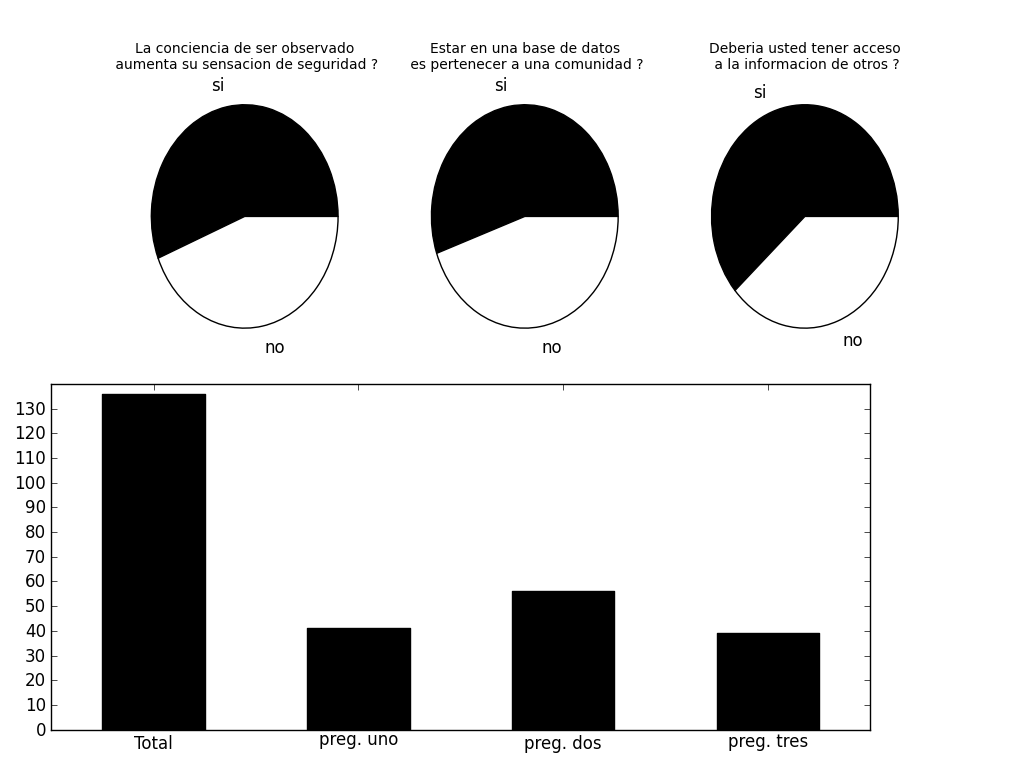 La conciencia de ser observado
aumenta su sensacion de seguridad ?
Estar en una base de datos
es pertenecer a una comunidad ?
Deberia usted tener acceso
a la informacion de otros ?
si
si
si
no
no
no
130
120
110
100
90
80
70
60
50
40
30
20
10
0
Total
preg. uno
preg. dos
preg. tres